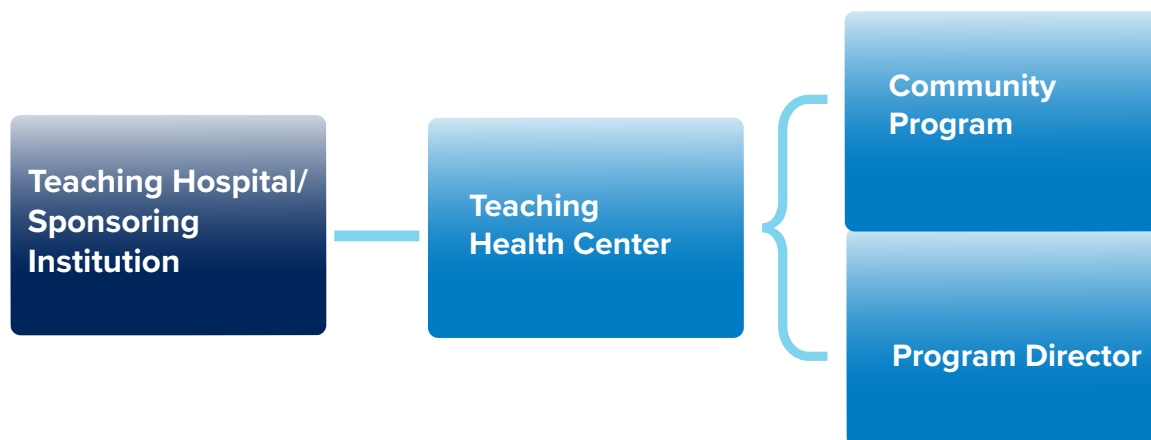 Teaching Hospital/
Sponsoring
Institution
Teaching
Health Center
Community
Program
Program Director